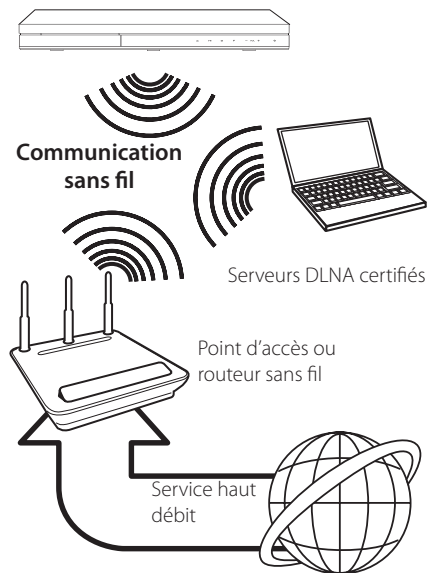 Communication
sans fil
Serveurs DLNA certifiés
Point d'accès ou
routeur sans fil
Service haut
débit